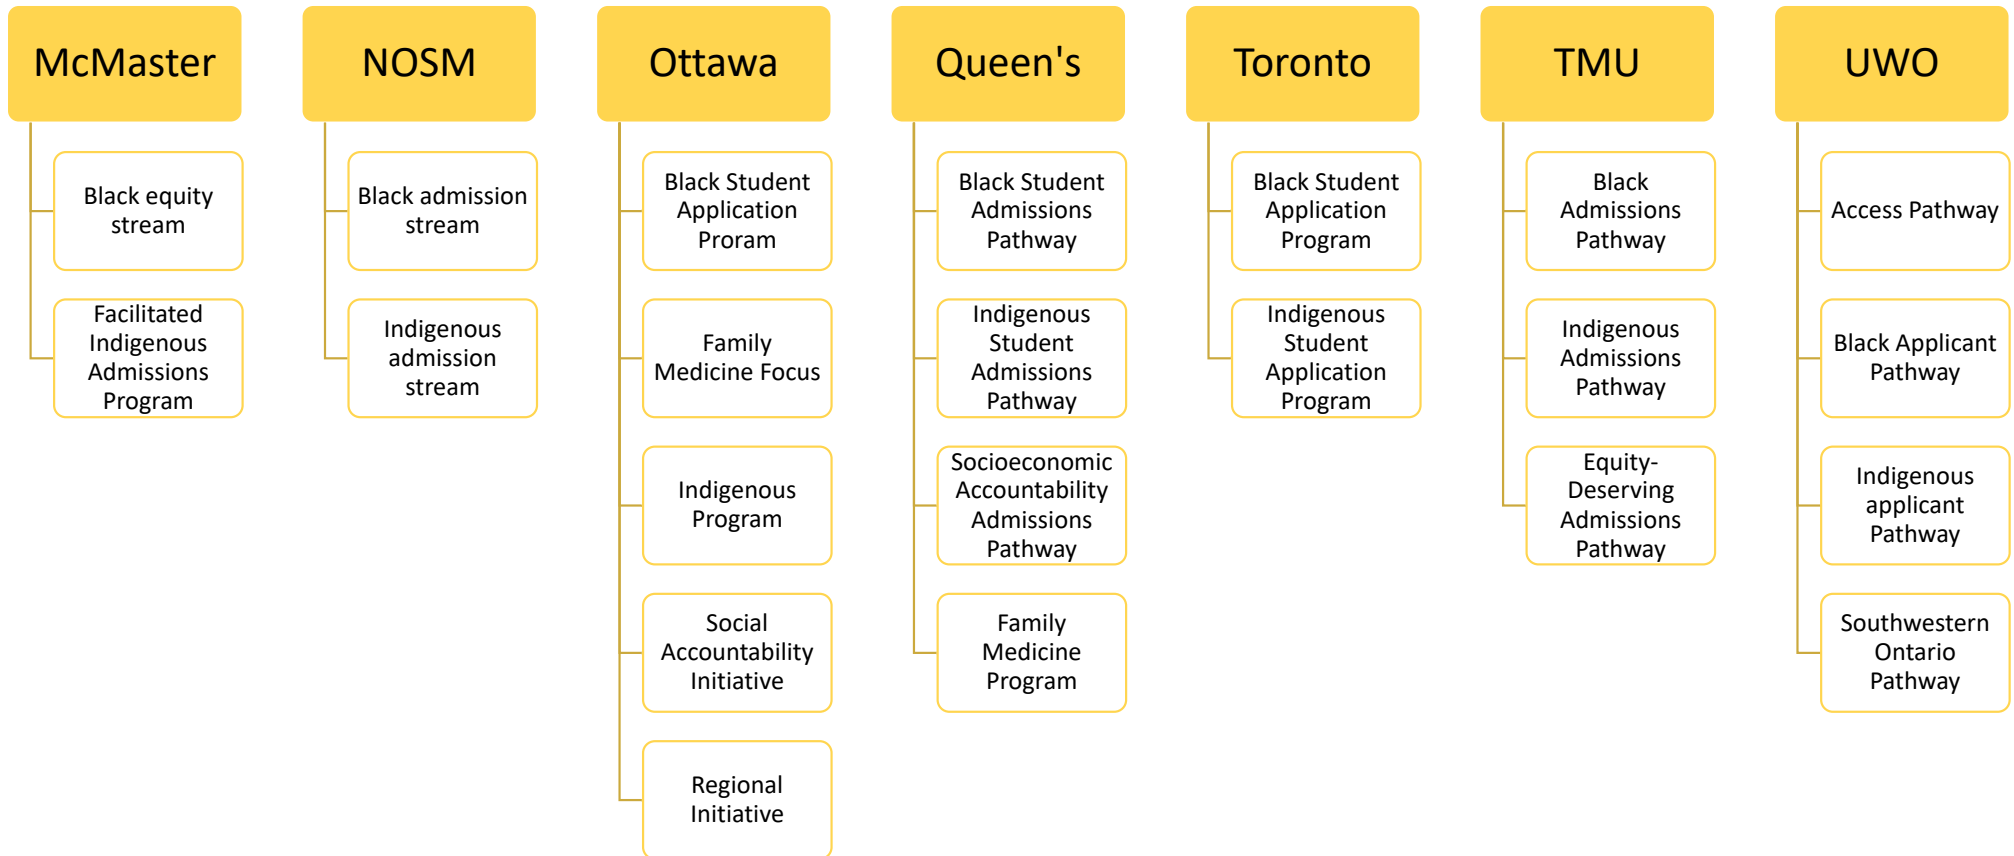 McMaster
Black equity
stream
Facilitated
Indigenous
Admissions
Program
NOSM
Black admission
stream
Indigenous
admission
stream
Ottawa
Black Student
Application
Proram
Family
Medicine Focus
Indigenous
Program
Social
Accountability
Initiative
Regional
Initiative
Queen's
Black Student
Admissions
Pathway
Indigenous
Student
Admissions
Pathway
Socioeconomic
Accountability
Admissions
Pathway
Family
Medicine
Program
Toronto
Black Student
Application
Program
Indigenous
Student
Application
Program
TMU
Black
Admissions
Pathway
Indigenous
Admissions
Pathway
Equity-
Deserving
Admissions
Pathway
UWO
Access Pathway
Black Applicant
Pathway
Indigenous
applicant
Pathway
Southwestern
Ontario
Pathway